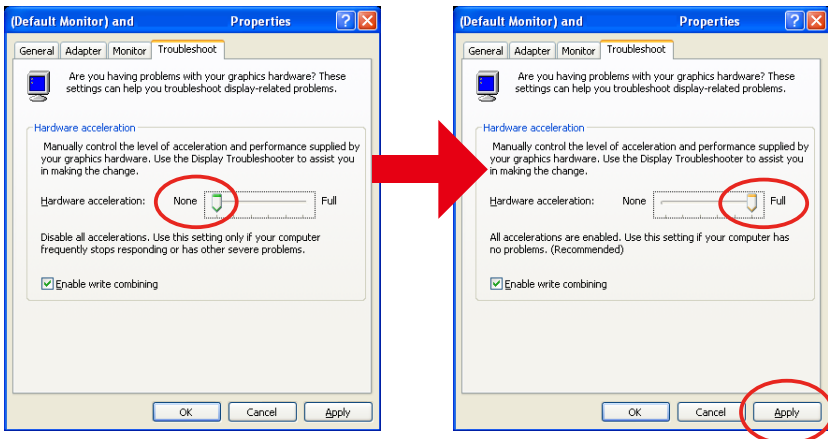 (Default Monitor) and Properties
General Adapter Monitor Troubleshoot
Are you having problems with your graphics hardware? These
settings can help you troubleshoot display-related problems.
Hardware acceleration
Manually control the level of acceleration and performance supplied by
your graphics hardware. Use the Display Troubleshooter to assist you
in making the change.
Hardware acceleration: None Full
Disable all accelerations. Use this setting only if your computer
frequently stops responding or has other severe problems.
Enable write combining
OK Cancel Apply
(Default Monitor) and Properties
General Adapter Monitor Troubleshoot
Are you having problems with your graphics hardware? These
settings can help you troubleshoot display-related problems.
Hardware acceleration
Manually control the level of acceleration and performance supplied by
your graphics hardware. Use the Display Troubleshooter to assist you
in making the change.
Hardware acceleration: None Full
All accelerations are enabled. Use this setting if your computer has
no problems. (Recommended)
Enable write combining
OK Cancel Apply